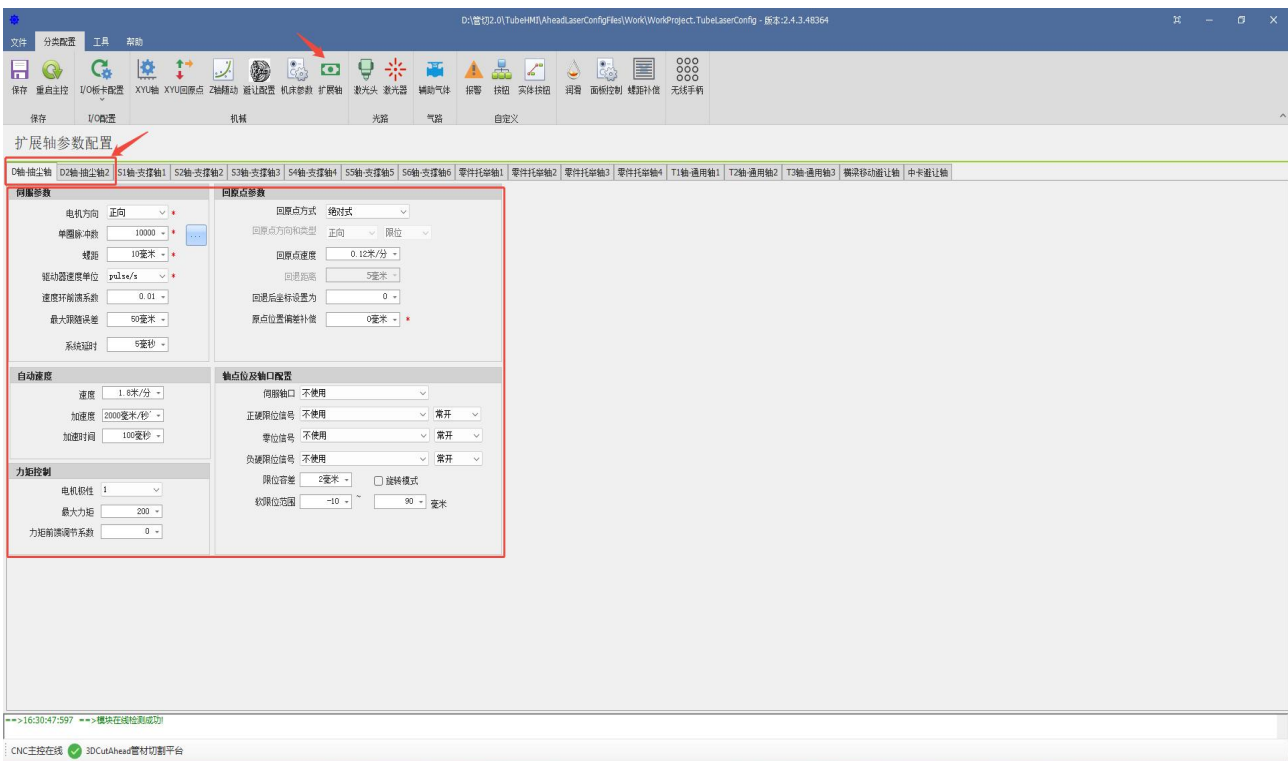 D:\管切2.0\TubeHMI\AheadLaserConfigFiles\Work\WorkProject.TubeLaserConfig - 版本:2.4.3.48364
文件 分类配置 工具 帮助
保存 重启主控 I/O板卡配置 XYU轴 XYU回原点 Z轴随动 避让配置 机床参数 扩展轴 激光头 激光器 辅助气体 报警 按钮 实体按钮 润滑 面板控制 螺距补偿 无线手柄
保存 I/O配置 机械 光路 气路 自定义
扩展轴参数配置
D轴-抽尘轴 D2轴-抽尘轴2 S1轴-支撑轴1 S2轴-支撑轴2 S3轴-支撑轴3 S4轴-支撑轴4 S5轴-支撑轴5 S6轴-支撑轴6 零件托举轴1 零件托举轴2 零件托举轴3 零件托举轴4 T1轴-通用轴1 T2轴-通用轴2 T3轴-通用轴3 横梁移动避让轴 中卡避让轴
伺服参数 回原点参数
电机方向 正向 * 回原点方式 绝对式
单圈脉冲数 10000 * ... 回原点方向和类型 正向 限位
螺距 10毫米 * 回原点速度 0.12米/分
驱动器速度单位 pulse/s * 回退距离 5毫米
速度环前馈系数 0.01 回退后坐标设置为 0
最大跟随误差 50毫米 原点位置偏差补偿 0毫米 *
系统延时 5毫秒
自动速度 轴点位及轴口配置
速度 1.8米/分 伺服轴口 不使用
加速度 2000毫米/秒² 正硬限位信号 不使用 常开
加速时间 100毫秒 零位信号 不使用 常开
负硬限位信号 不使用 常开
力矩控制 限位容差 2毫米 旋转模式
电机极性 1 软限位范围 -10 ~ 90 毫米
最大力矩 200
力矩前馈调节系数 0
==>16:30:47:597 ==>模块在线检测成功!
CNC主控在线 3DCutAhead管材切割平台